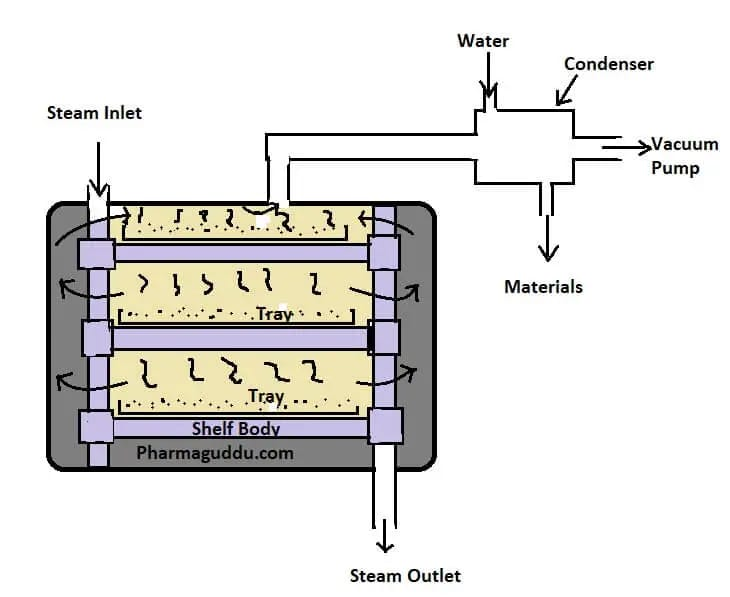 Water
Condenser
Steam Inlet
Vacuum
Pump
Materials
Tray
Tray
Shelf Body
Pharmaguddu.com
Steam Outlet